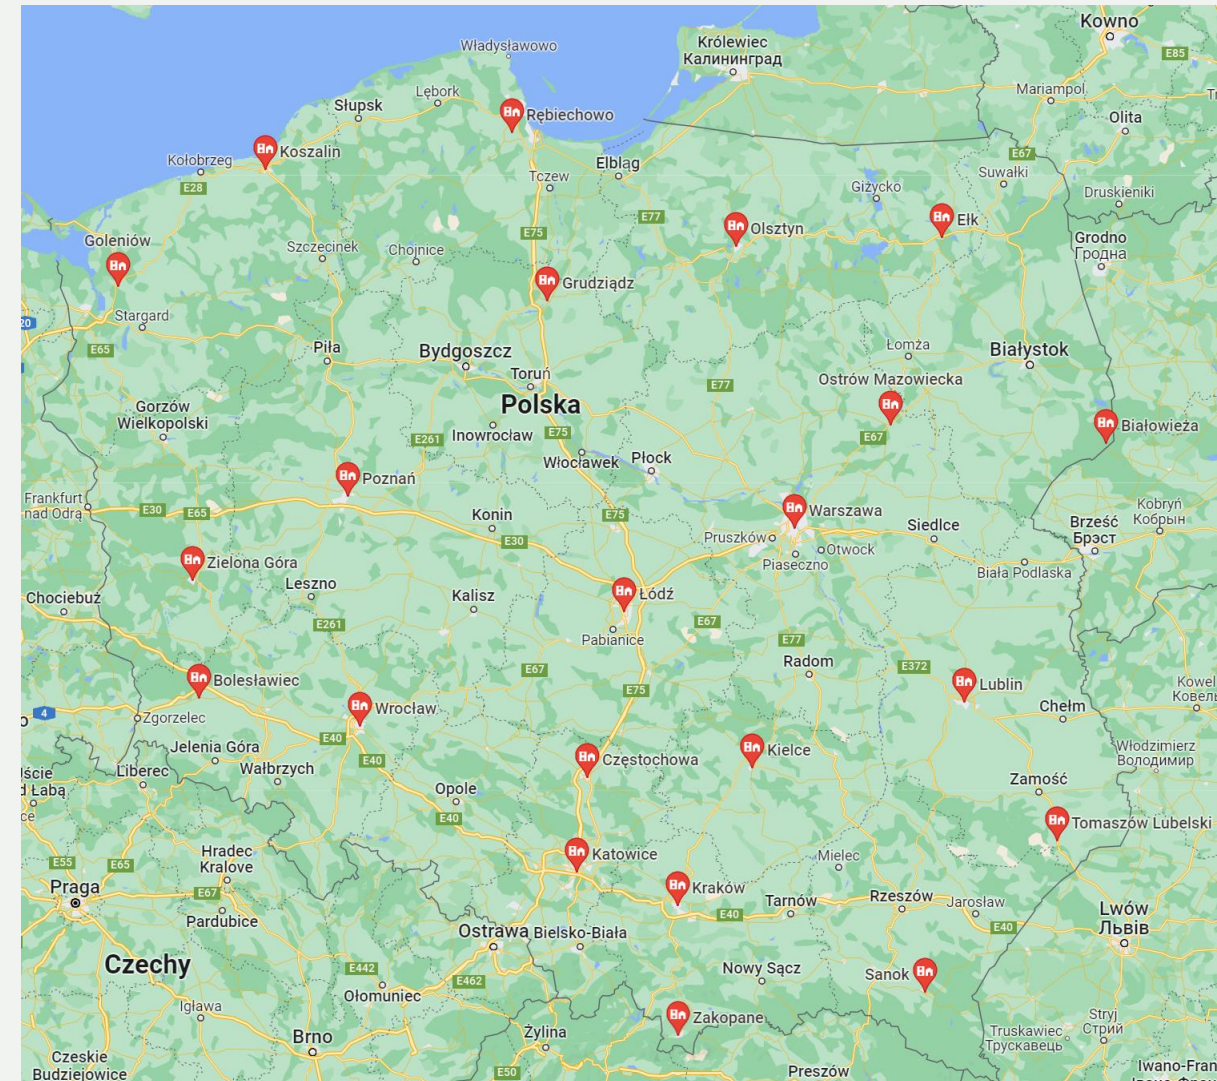 Kowno
Władysławowo
Królewiec
Калининград
E85
Mariampol
Lębork
Słupsk
Rębiechowo
Olita
Koszalin
Kołobrzeg
Elbląg
E67
Suwałki
Tczew
E28
Giżycko
Druskieniki
E77
Ełk
Olsztyn
E75
Goleniów
Szczecinek
Chojnice
Grodno
Гродна
Grudziądz
Stargard
20
E65
Piła
Bydgoszcz
Łomża
Białystok
Toruń
Ostrów Mazowiecka
E77
Polska
Gorzów
Wielkopolski
Inowrocław
E75
E261
E67
Białowieża
Włocławek
Płock
Poznań
Frankfurt
nad Odrą
E30
E65
Konin
E75
Warszawa
Siedlce
Kobryń
Кобрын
Brześć
Брэст
E30
Pruszków
Otwock
Piaseczno
Biała Podlaska
Zielona Góra
Leszno
Kalisz
Łódź
Chociebuż
E261
E67
Pabianice
E77
Radom
E372
Bolesławiec
E67
E75
Lublin
Kowel
Ковель
Chełm
4
Zgorzelec
Wrocław
E40
Jelenia Góra
E40
Kielce
Częstochowa
Włodzimierz
Володимир
Liberec
Wałbrzych
Opole
Zamość
E40
Tomaszów Lubelski
Hradec
Kralove
E55
E65
Katowice
Mielec
Praga
E67
Kraków
Tarnów
Rzeszów
Jarosław
E40
Lwów
Львів
Pardubice
E40
Ostrawa
Bielsko-Biała
Czechy
E442
E462
Nowy Sącz
Sanok
Ołomuniec
Igława
Zakopane
Stryj
Стрий
Truskawiec
Трускавець
Brno
Żylina
Czeskie
Budziejowice
E50
Preszów
Iwano-Fran